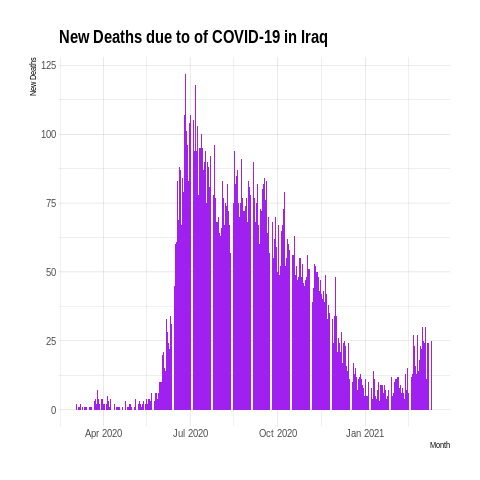 New Deaths due to of COVID-19 in Iraq
New Deaths
125
100
75
50
25
0
Apr 2020
Jul 2020
Oct 2020
Jan 2021
Month